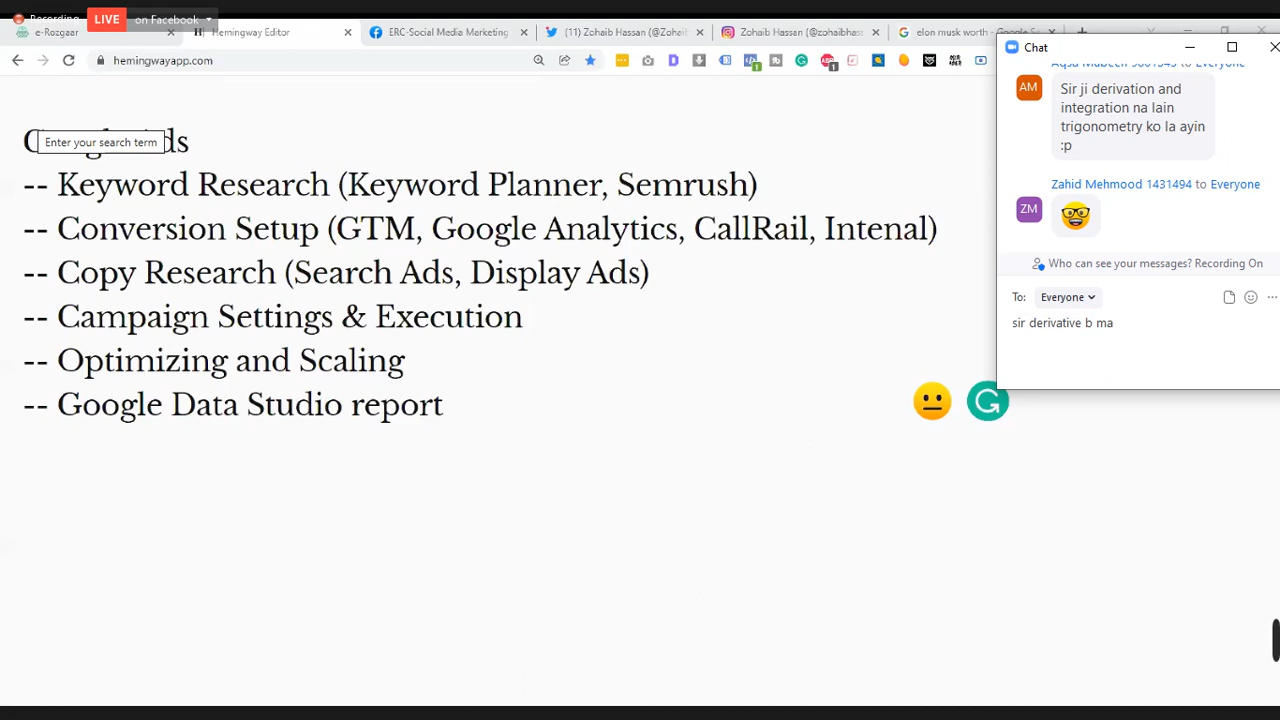 Recording
LIVE
on Facebook
e-Rozgaar
Hemingway Editor
ERC-Social Media Marketing
(11) Zohaib Hassan (@Zohaib
Zohaib Hassan (@zohaibhas
elon musk worth - Google Se
hemingwayapp.com
Enter your search term
ds
-- Keyword Research (Keyword Planner, Semrush)
-- Conversion Setup (GTM, Google Analytics, CallRail, Intenal)
-- Copy Research (Search Ads, Display Ads)
-- Campaign Settings & Execution
-- Optimizing and Scaling
-- Google Data Studio report
Chat
to Everyone
AM
Sir ji derivation and
integration na lain
trigonometry ko la ayin
:p
Zahid Mehmood 1431494 to Everyone
ZM
Who can see your messages? Recording On
To: Everyone
sir derivative b ma